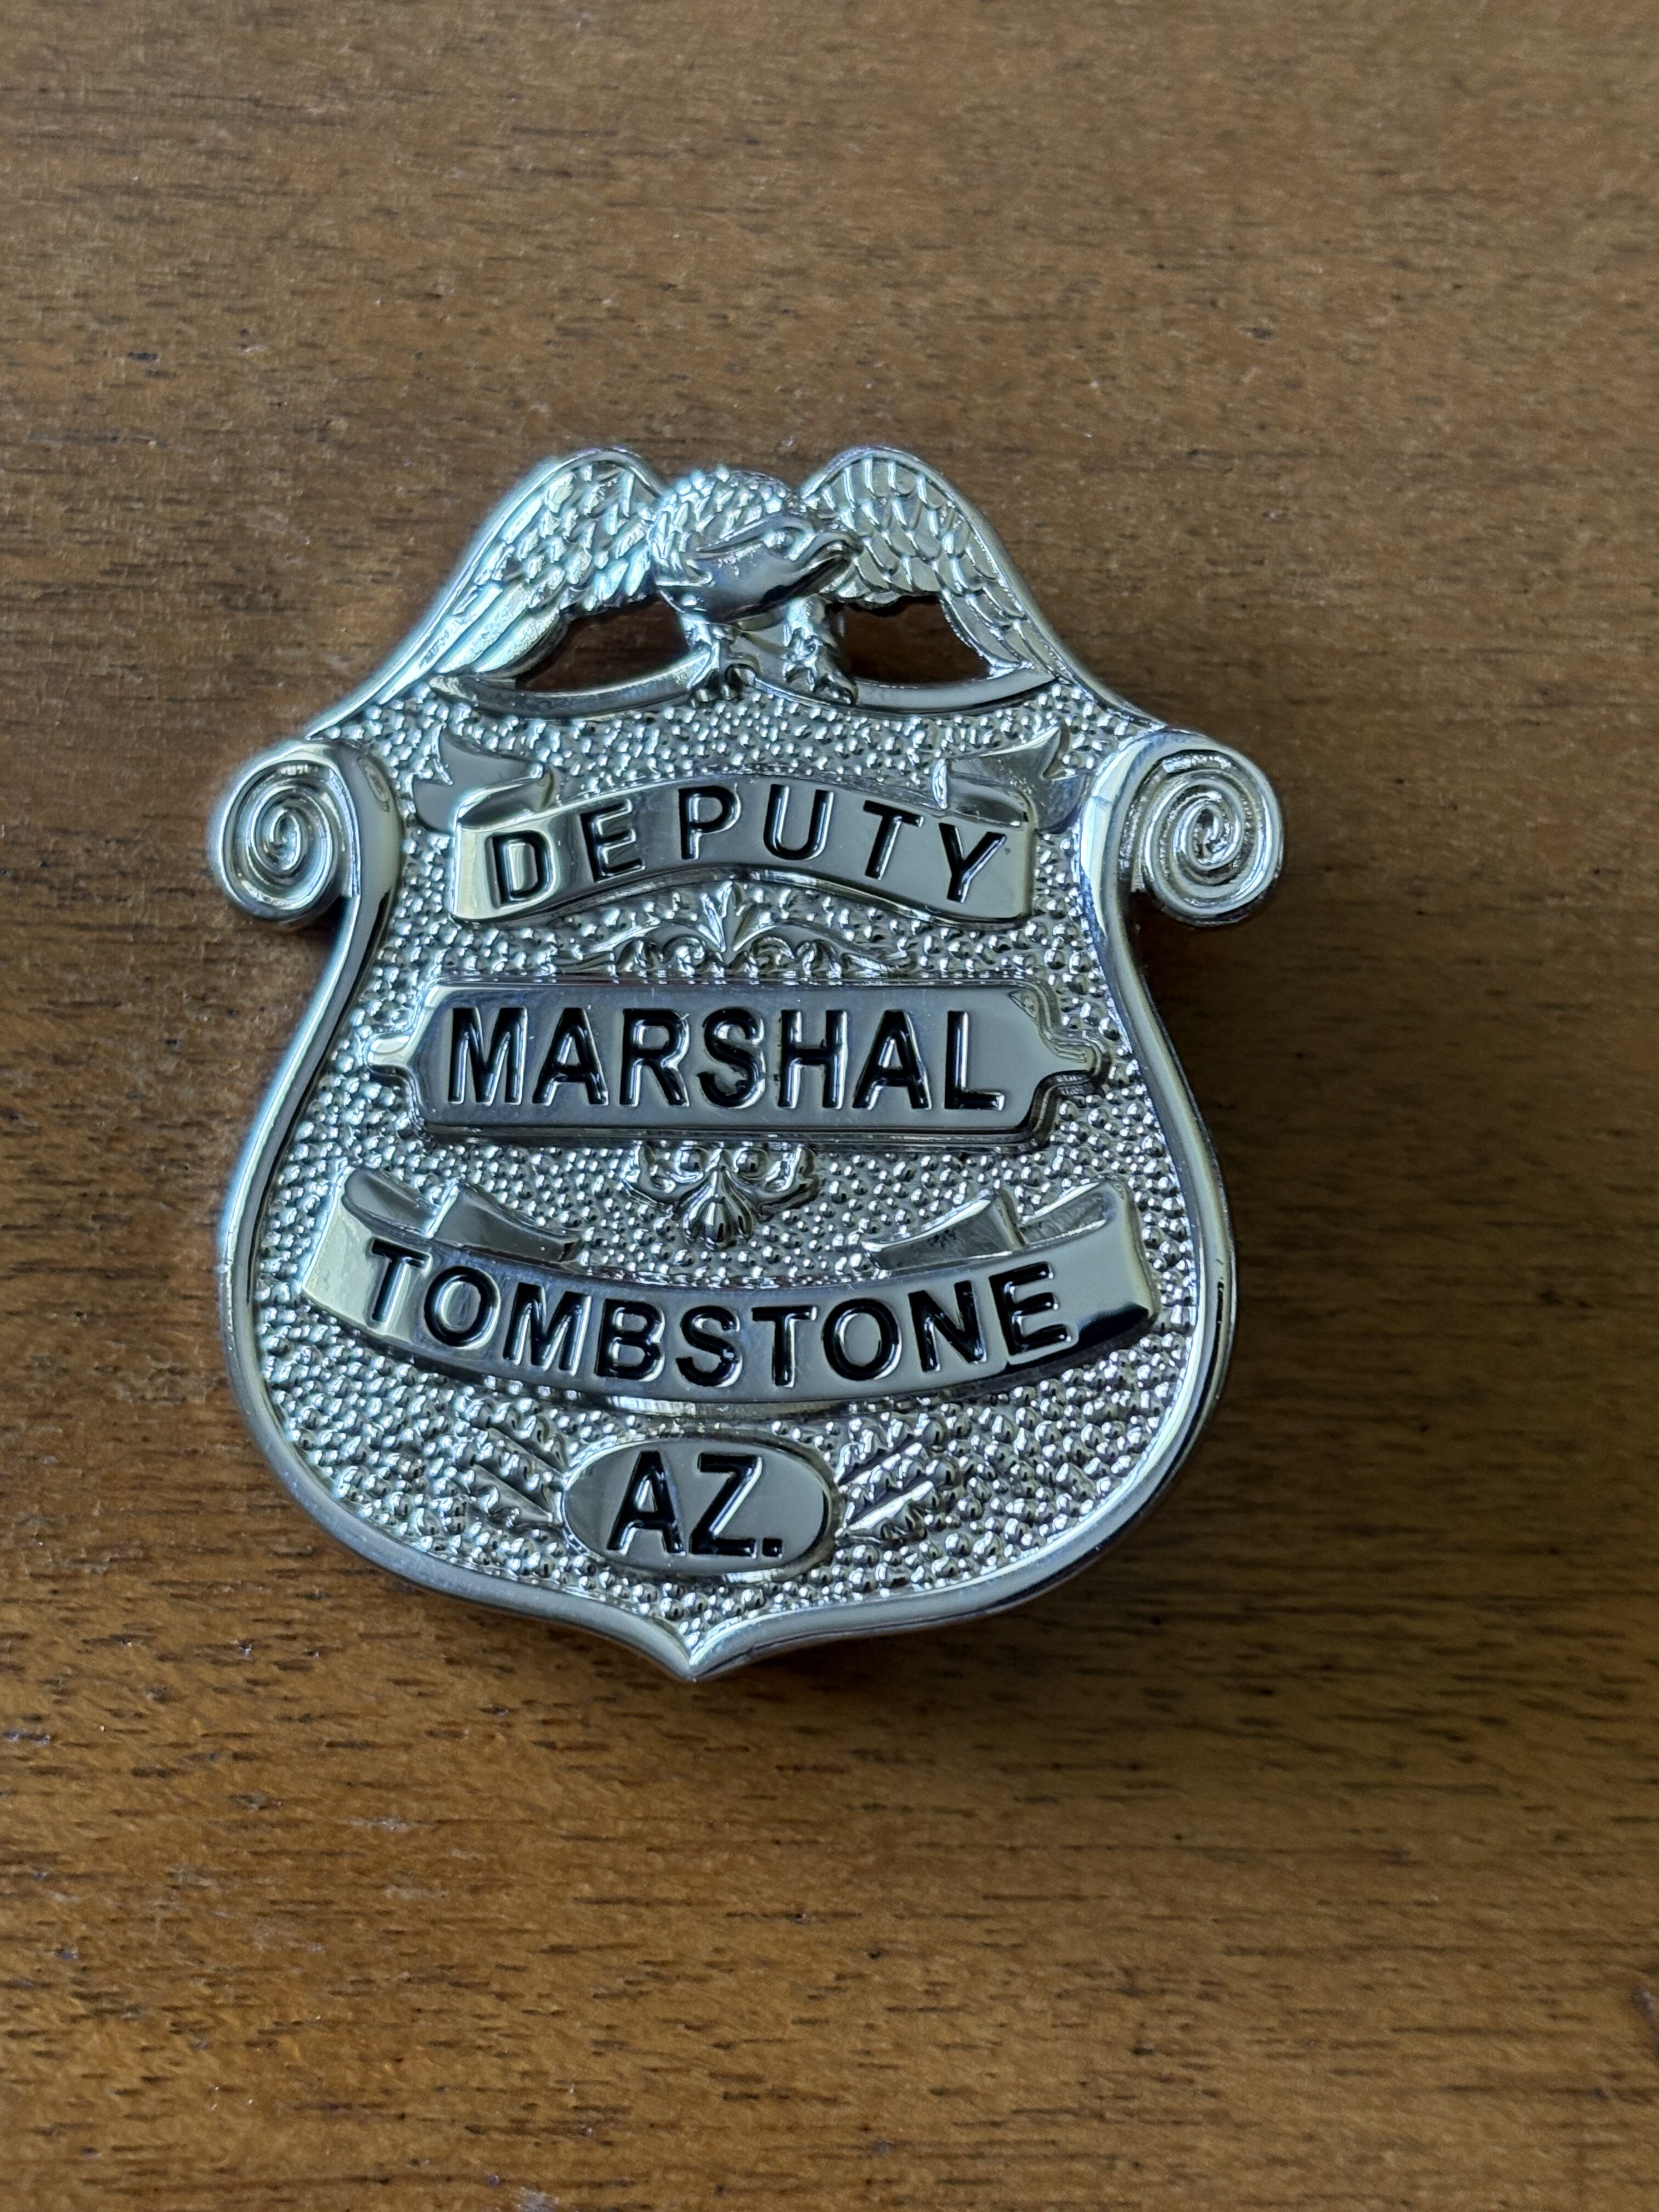 DEPUTY
MARSHAL
TOMBSTONE
AZ.